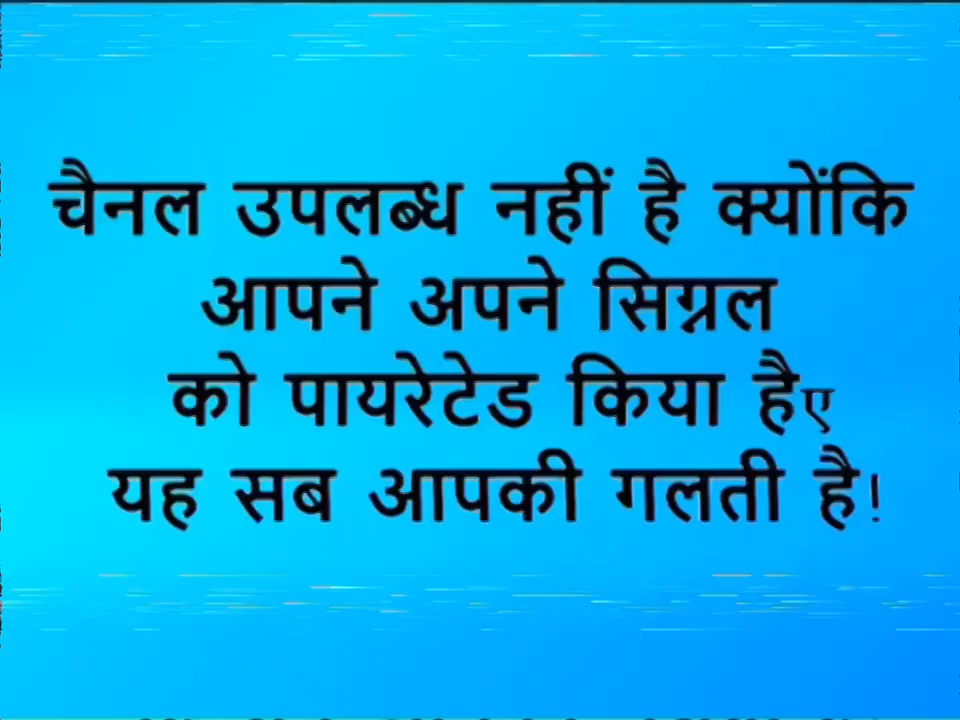 चैनल उपलब्ध नहीं है क्योंकि
आपने अपने सिग्नल
को पायरेटेड किया हैए
यह सब आपकी गलती है!